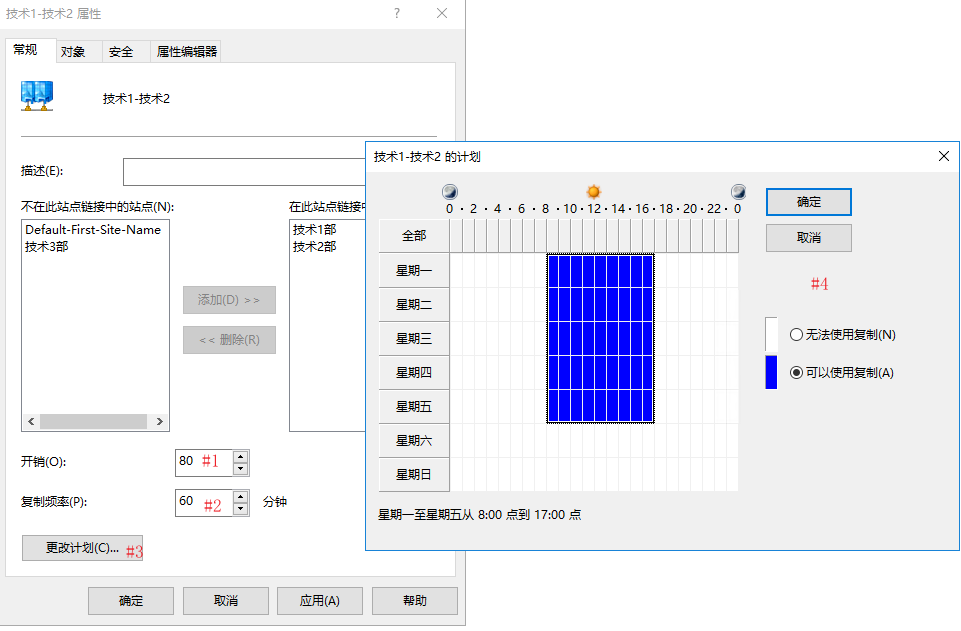 技术1-技术2 属性
?
常规 对象 安全 属性编辑器
技术1-技术2
描述(E):
不在此站点链接中的站点(N):
Default-First-Site-Name
技术3部
添加(D) >>
<< 删除(R)
在此站点链接中
技术1部
技术2部
开销(O): 80 #1
复制频率(P): 60 #2 分钟
更改计划(C)... #3
确定 取消 应用(A) 帮助
技术1-技术2 的计划
0 · 2 · 4 · 6 · 8 · 10 · 12 · 14 · 16 · 18 · 20 · 22 · 0
全部
星期一
星期二
星期三
星期四
星期五
星期六
星期日
星期一至星期五从 8:00 点到 17:00 点
确定
取消
#4
无法使用复制(N)
可以使用复制(A)